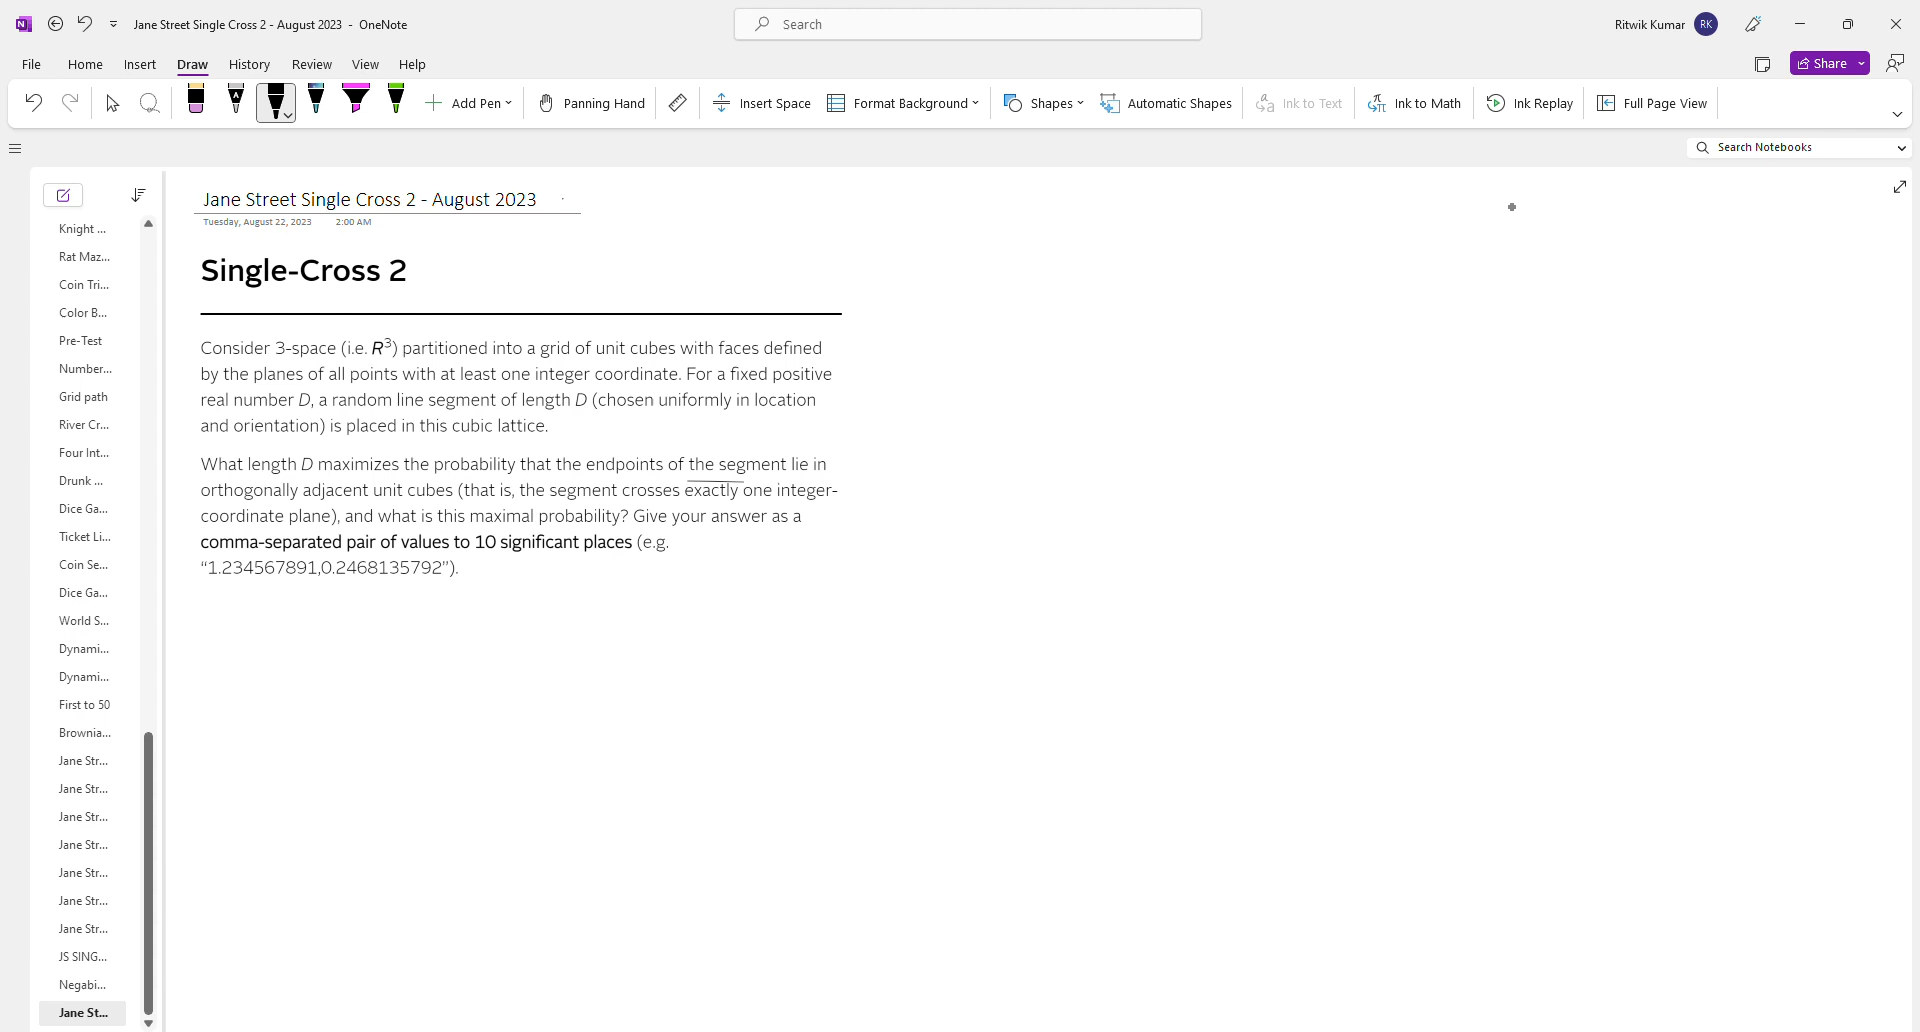 Jane Street Single Cross 2 - August 2023 - OneNote
Search
Ritwik Kumar RK
File Home Insert Draw History Review View Help
Share
Add Pen Panning Hand Insert Space Format Background Shapes Automatic Shapes Ink to Text Ink to Math Ink Replay Full Page View
Search Notebooks
Jane Street Single Cross 2 - August 2023
Tuesday, August 22, 2023 2:00 AM
Knight ...
Rat Maz...
Coin Tri...
Color B...
Pre-Test
Number...
Grid path
River Cr...
Four Int...
Drunk ...
Dice Ga...
Ticket Li...
Coin Se...
Dice Ga...
World S...
Dynami...
Dynami...
First to 50
Brownia...
Jane Str...
Jane Str...
Jane Str...
Jane Str...
Jane Str...
Jane Str...
Jane Str...
JS SING...
Negabi...
Jane St...
Single-Cross 2
Consider 3-space (i.e. R³) partitioned into a grid of unit cubes with faces defined
by the planes of all points with at least one integer coordinate. For a fixed positive
real number D, a random line segment of length D (chosen uniformly in location
and orientation) is placed in this cubic lattice.
What length D maximizes the probability that the endpoints of the segment lie in
orthogonally adjacent unit cubes (that is, the segment crosses exactly one integer-
coordinate plane), and what is this maximal probability? Give your answer as a
comma-separated pair of values to 10 significant places (e.g.
“1.234567891,0.2468135792”).